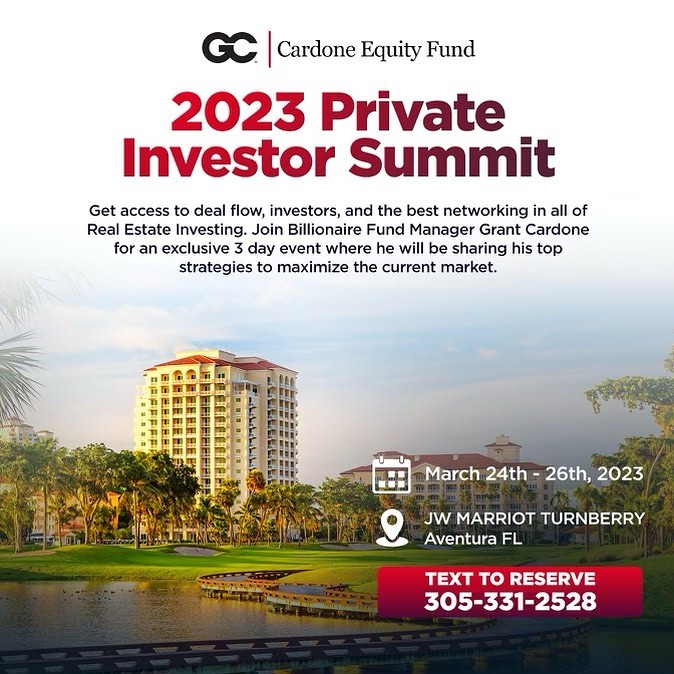 GC | Cardone Equity Fund
2023 Private
Investor Summit
Get access to deal flow, investors, and the best networking in all of
Real Estate Investing. Join Billionaire Fund Manager Grant Cardone
for an exclusive 3 day event where he will be sharing his top
strategies to maximize the current market.
March 24th - 26th, 2023
JW MARRIOT TURNBERRY
Aventura FL
TEXT TO RESERVE
305-331-2528